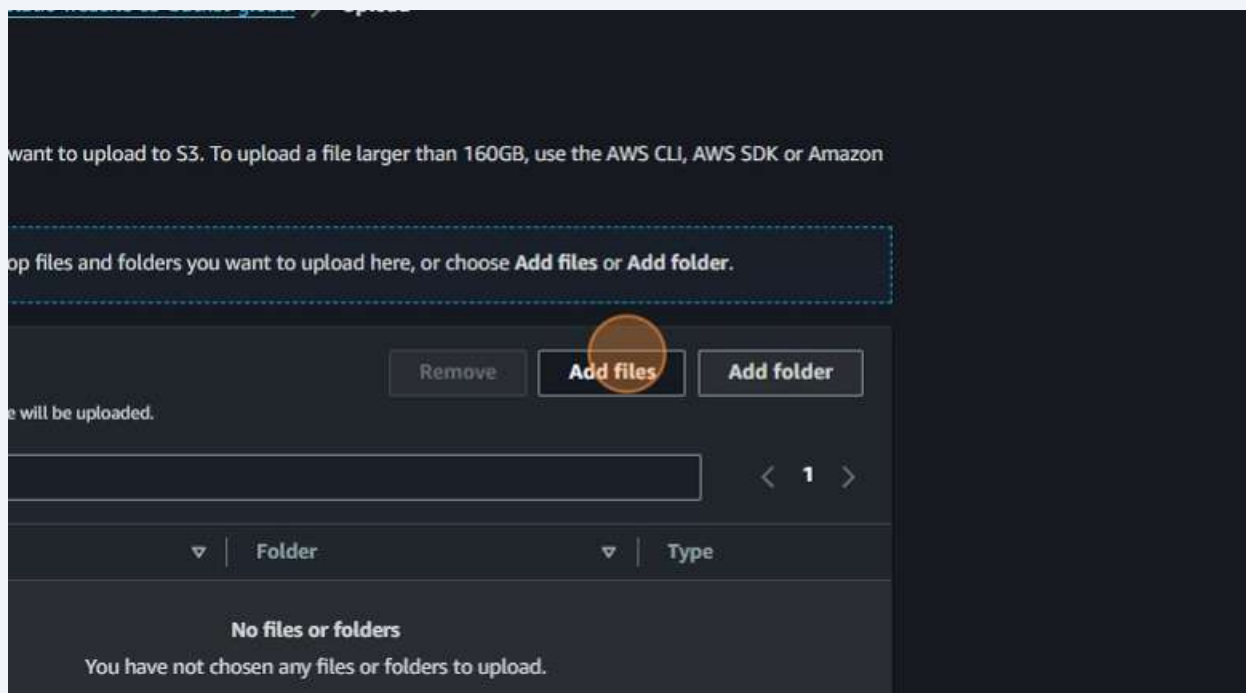 want to upload to S3. To upload a file larger than 160GB, use the AWS CLI, AWS SDK or Amazon
op files and folders you want to upload here, or choose Add files or Add folder.
Remove Add files Add folder
e will be uploaded.
1
Folder Type
No files or folders
You have not chosen any files or folders to upload.